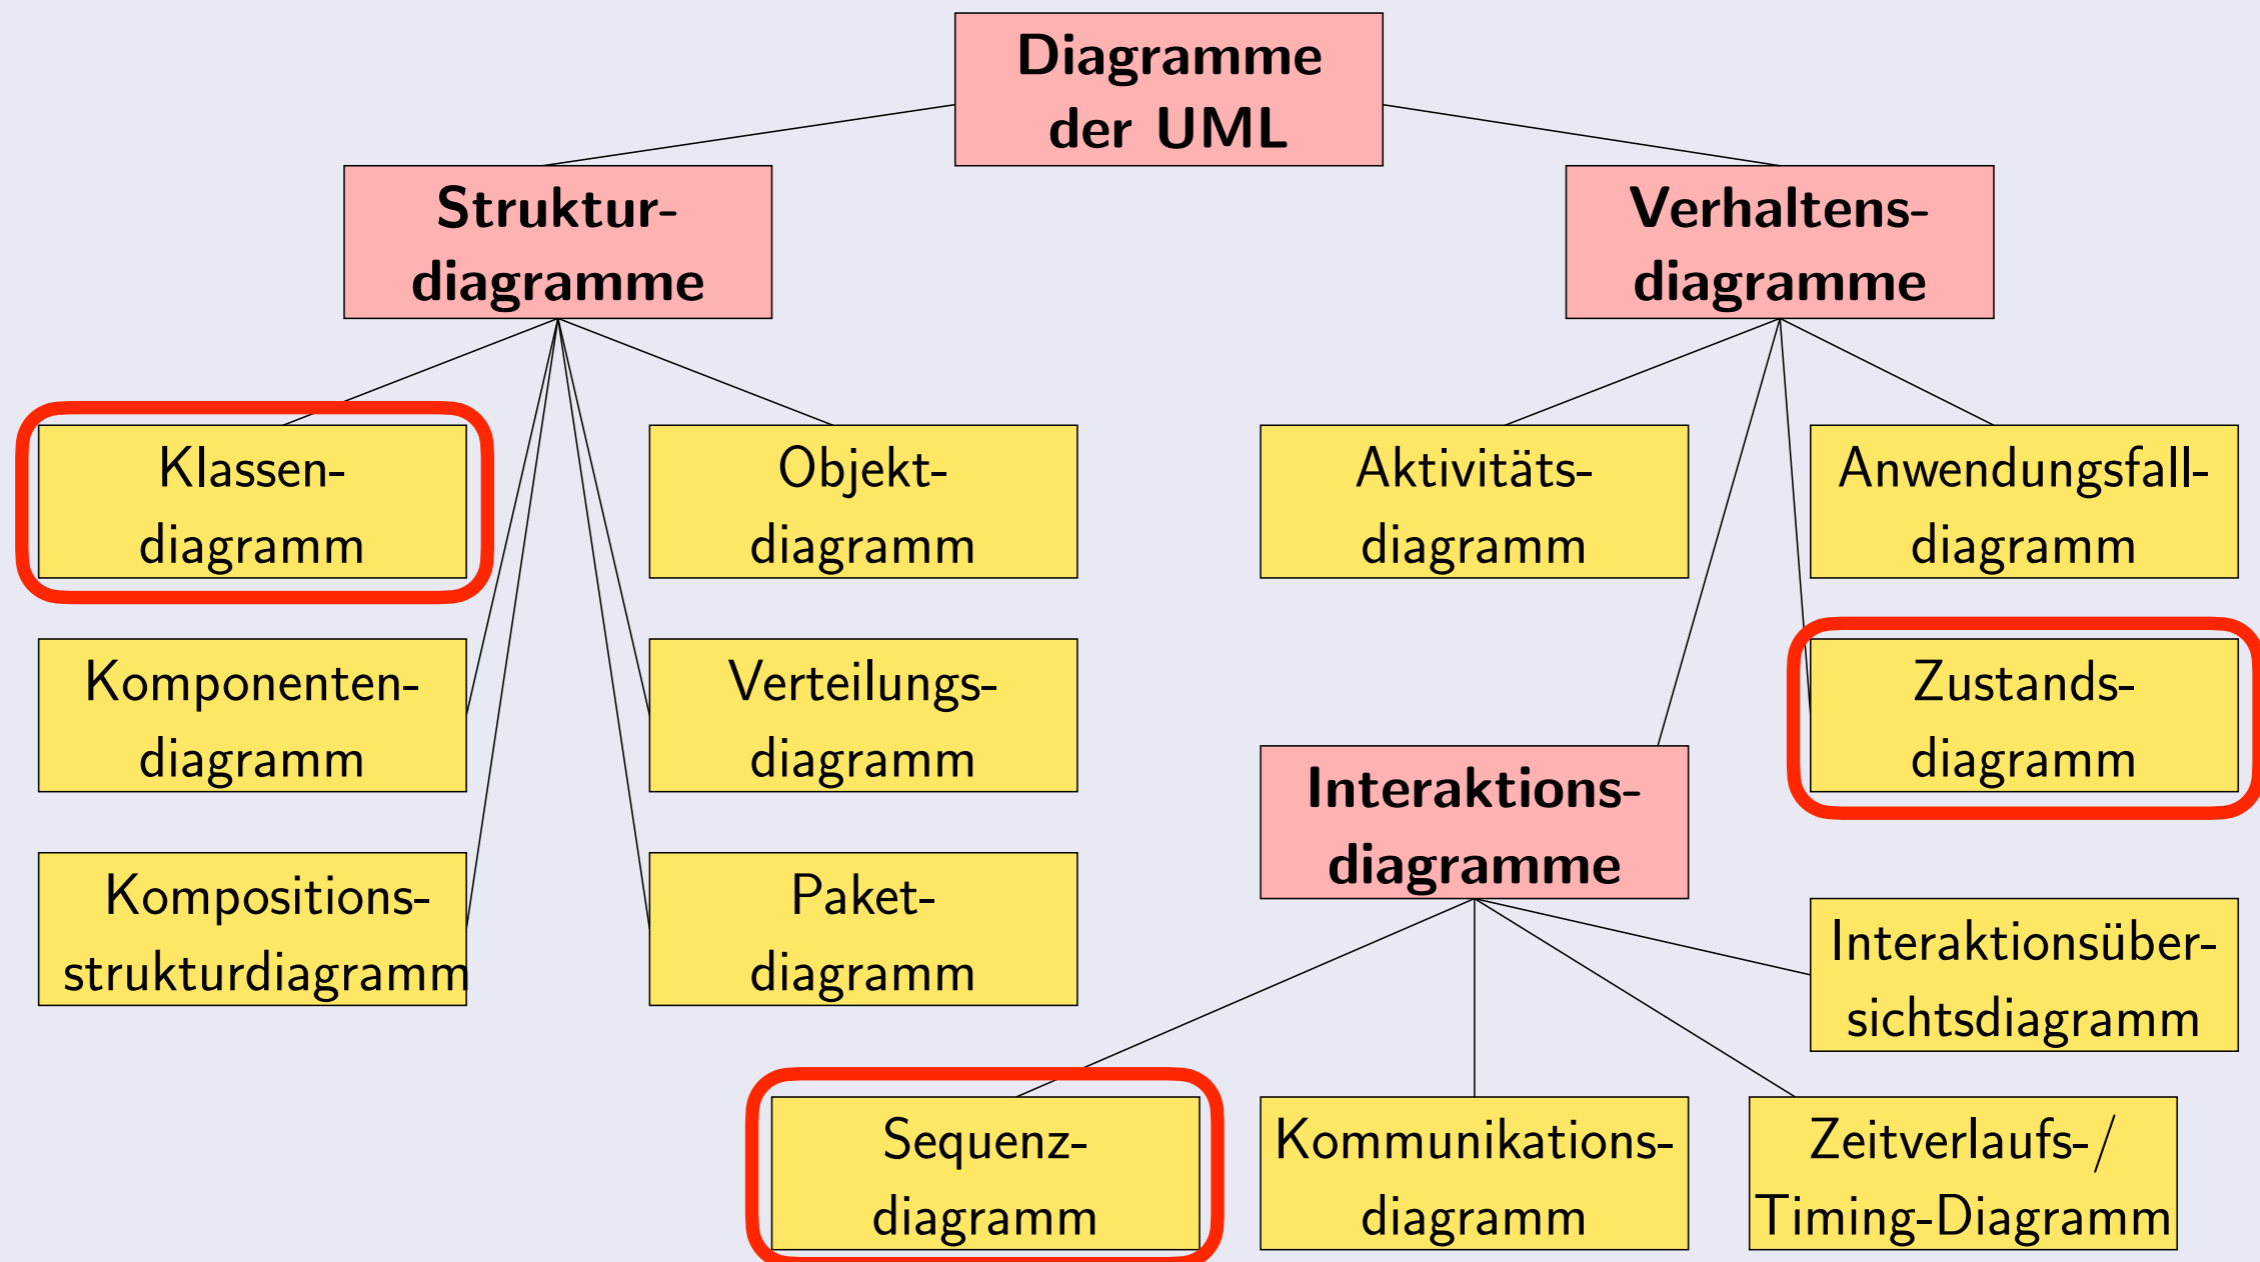 Diagramme
der UML
Struktur-
diagramme
Verhaltens-
diagramme
Klassen-
diagramm
Objekt-
diagramm
Aktivitäts-
diagramm
Anwendungsfall-
diagramm
Komponenten-
diagramm
Verteilungs-
diagramm
Zustands-
diagramm
Interaktions-
diagramme
Kompositions-
strukturdiagramm
Paket-
diagramm
Interaktionsüber-
sichtsdiagramm
Sequenz-
diagramm
Kommunikations-
diagramm
Zeitverlaufs-/
Timing-Diagramm